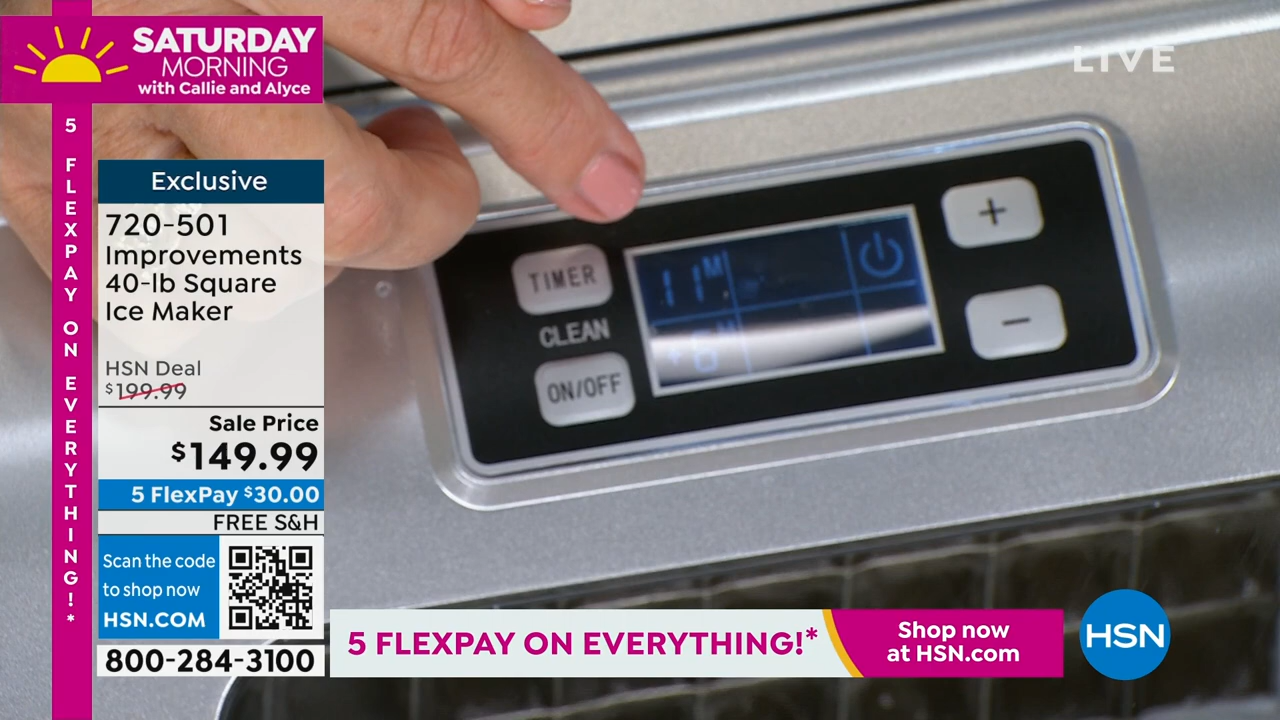 SATURDAY
MORNING
with Callie and Alyce
LIVE
5 FLEXPAY ON EVERYTHING!*
Exclusive
720-501
Improvements
40-lb Square
Ice Maker
HSN Deal
$199.99
Sale Price
$149.99
5 FlexPay $30.00
FREE S&H
Scan the code
to shop now
HSN.COM
800-284-3100
TIMER
CLEAN
ON/OFF
11M
+
−
5 FLEXPAY ON EVERYTHING!*
Shop now
at HSN.com
HSN